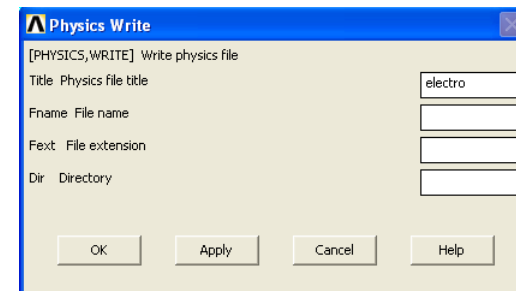 Physics Write
[PHYSICS,WRITE] Write physics file
Title Physics file title electro
Fname File name
Fext File extension
Dir Directory
OK Apply Cancel Help